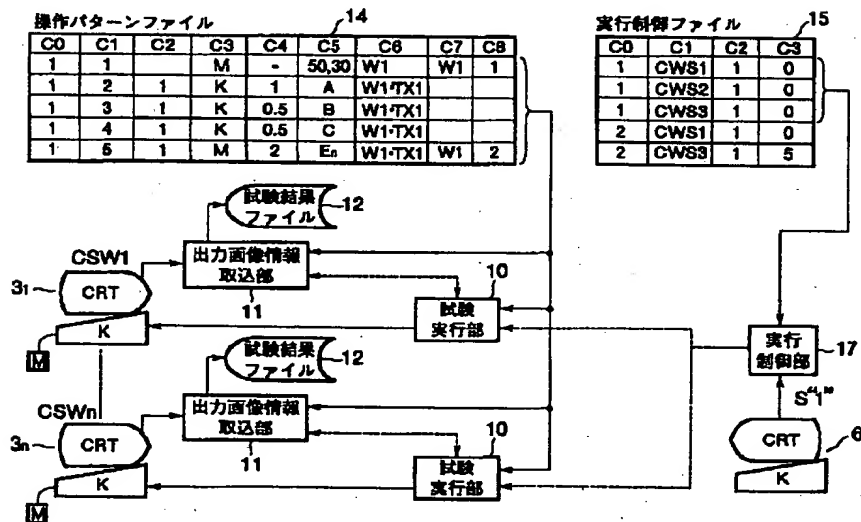 操作パターンファイル 14
C0 C1 C2 C3 C4 C5 C6 C7 C8
1 1 M - 50,30 W1 W1 1
1 2 1 K 1 A W1・TX1
1 3 1 K 0.5 B W1・TX1
1 4 1 K 0.5 C W1・TX1
1 5 1 M 2 En W1・TX1 W1 2
実行制御ファイル 15
C0 C1 C2 C3
1 CWS1 1 0
1 CWS2 1 0
1 CWS3 1 0
2 CWS1 1 0
2 CWS3 1 5
試験結果
ファイル
12
CSW1
出力画像情報
取込部
11
31
CRT
K
M
10
試験
実行部
試験結果
ファイル
12
CSWn
出力画像情報
取込部
11
3n
CRT
K
M
10
試験
実行部
実行
制御部
17
S"1"
CRT
K
6